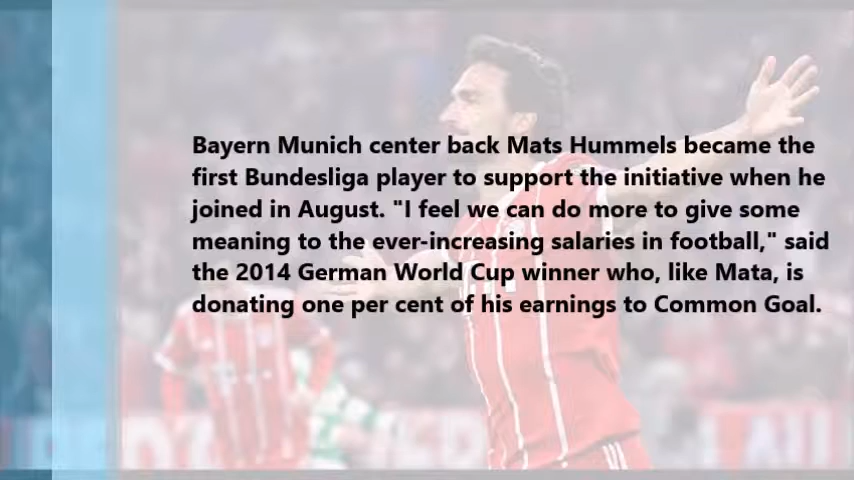 Bayern Munich center back Mats Hummels became the
first Bundesliga player to support the initiative when he
joined in August. "I feel we can do more to give some
meaning to the ever-increasing salaries in football," said
the 2014 German World Cup winner who, like Mata, is
donating one per cent of his earnings to Common Goal.